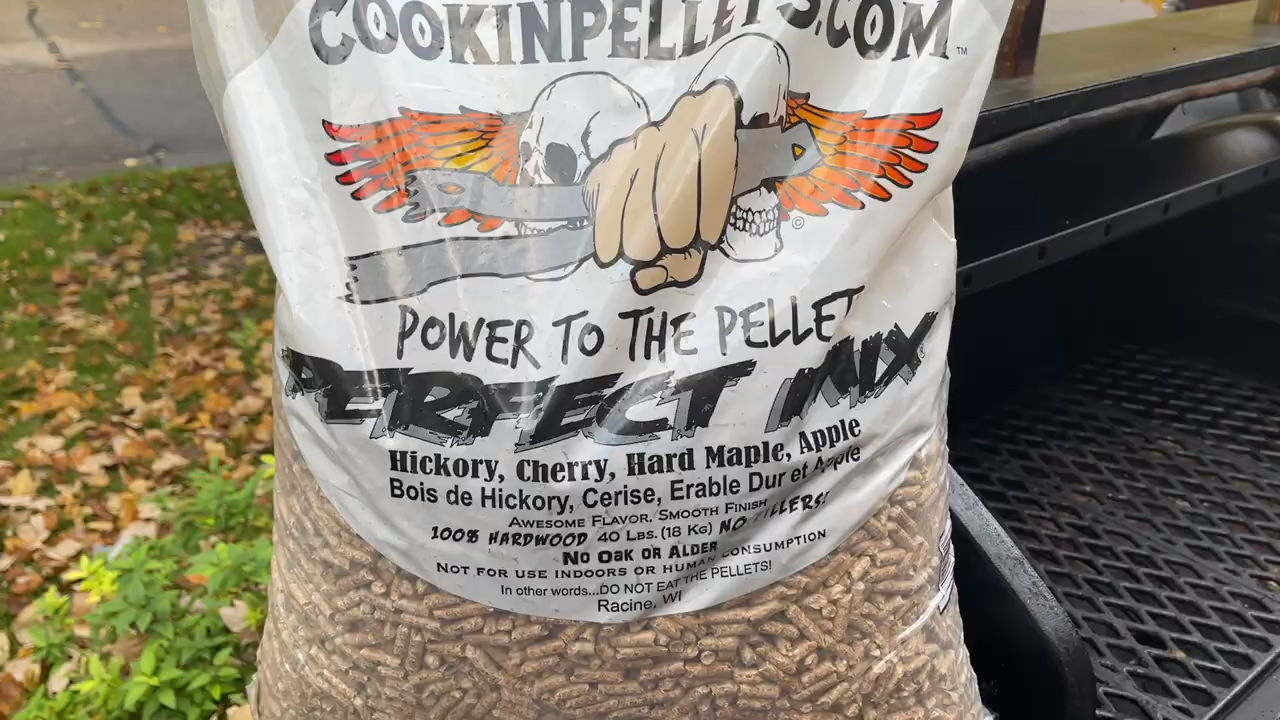 COOKINPELLETS.COM™
©
POWER TO THE PELLET
PERFECT MIX
Hickory, Cherry, Hard Maple, Apple
Bois de Hickory, Cerise, Erable Dur et Apple
AWESOME FLAVOR, SMOOTH FINISH
100% HARDWOOD 40 LBS. (18 KG) NO FILLERS!
NO OAK OR ALDER
NOT FOR USE INDOORS OR HUMAN CONSUMPTION
In other words...DO NOT EAT THE PELLETS!
Racine, WI